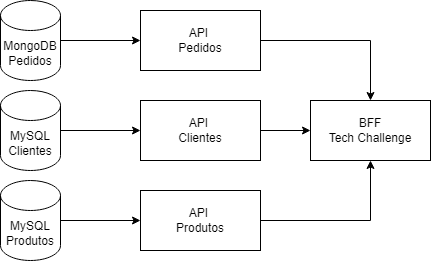 MongoDB
Pedidos
API
Pedidos
MySQL
Clientes
API
Clientes
BFF
Tech Challenge
MySQL
Produtos
API
Produtos